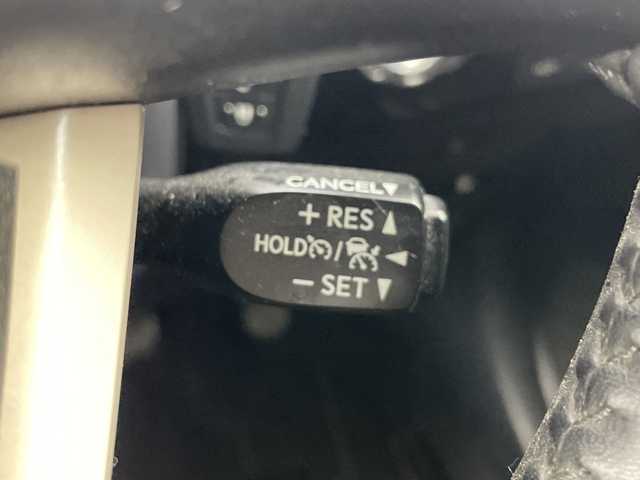 CANCEL▼
+ RES ▲
HOLD / ◀
− SET ▼